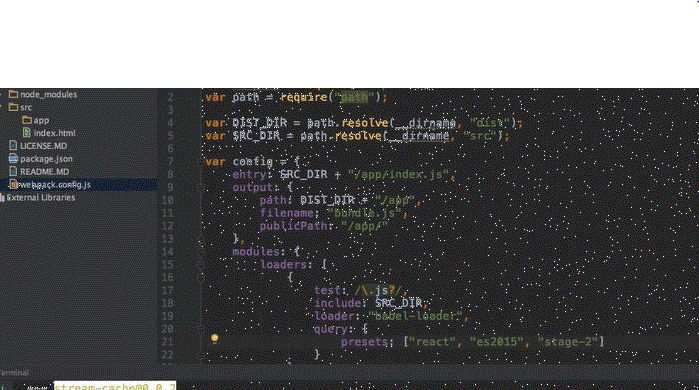 node_modules
src
app
index.html
LICENSE.MD
package.json
README.MD
webpack.config.js
External Libraries
2 var path = require("path");
3
4 var DIST_DIR = path.resolve(__dirname, "dist");
5 var SRC_DIR = path.resolve(__dirname, "src");
6
7 var config = {
8 entry: SRC_DIR + "/app/index.js",
9 output: {
10 path: DIST_DIR + "/app",
11 filename: "bundle.js",
12 publicPath: "/app/"
13 },
14 modules: {
15 loaders: [
16 {
17 test: /\.js?/,
18 include: SRC_DIR,
19 loader: "babel-loader",
20 query: {
21 presets: ["react", "es2015", "stage-2"]
22 }
Terminal
stream-cache@0.0.2